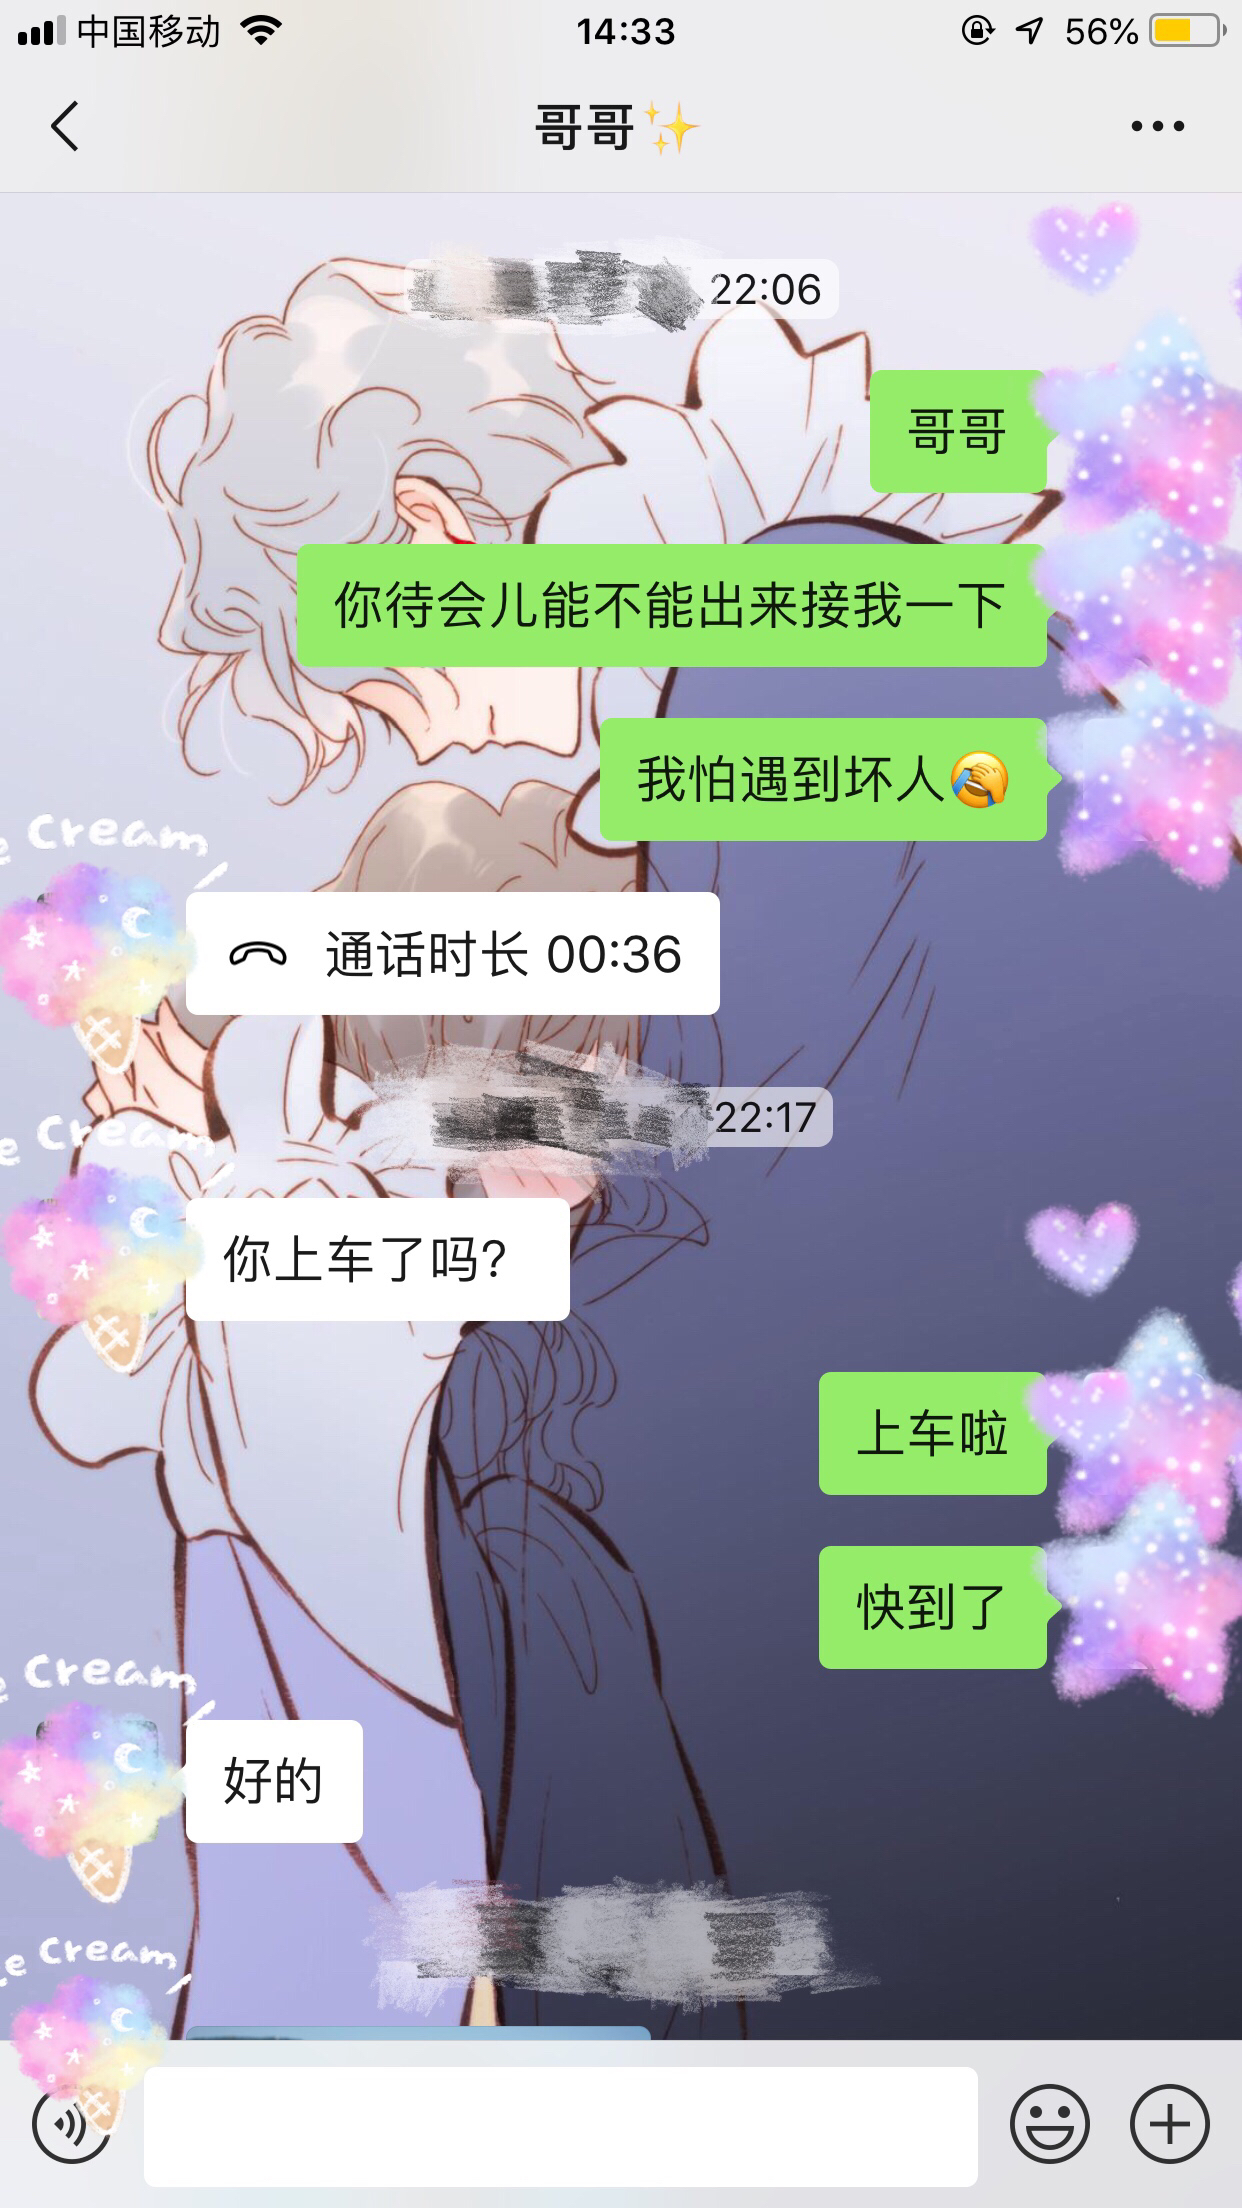 中国移动
14:33
56%
哥哥✨
22:06
哥哥
你待会儿能不能出来接我一下
我怕遇到坏人🤦
Cream
通话时长 00:36
22:17
e Cream
你上车了吗?
上车啦
快到了
e Cream
好的
ce Cream